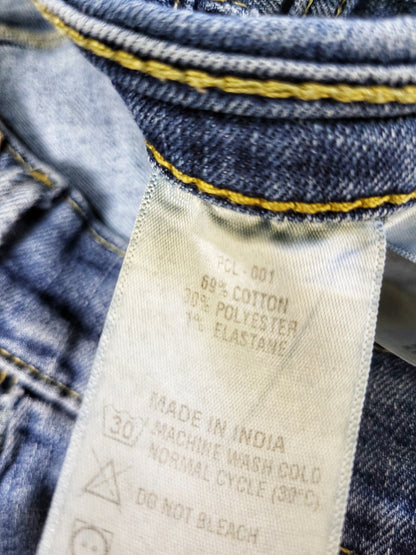 PCL - 001
69% COTTON
30% POLYESTER
1% ELASTANE
MADE IN INDIA
30 MACHINE WASH COLD
NORMAL CYCLE (30°C)
DO NOT BLEACH